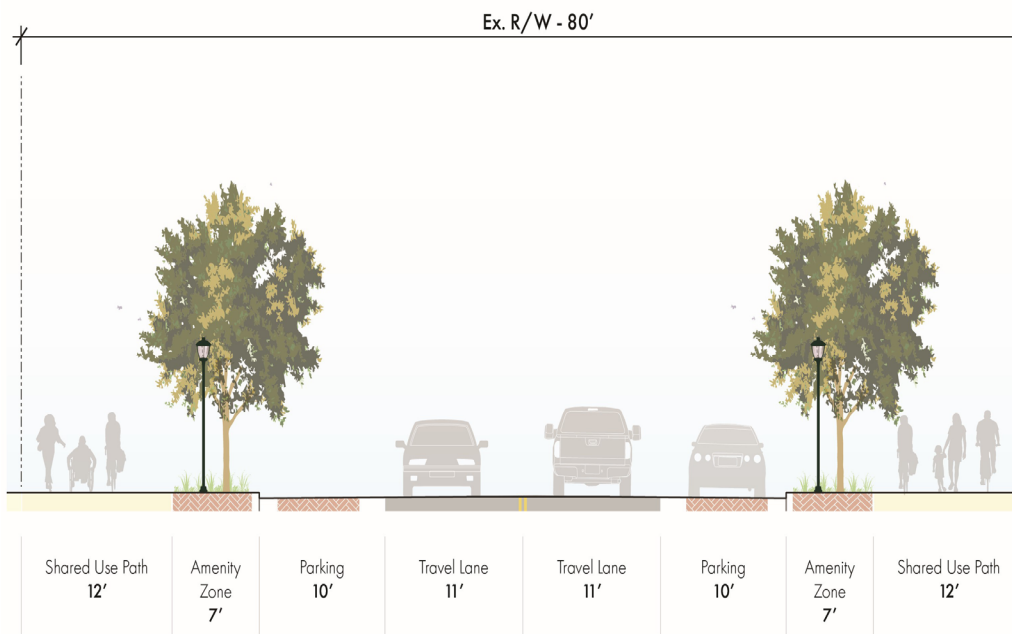 Ex. R/W - 80'
Shared Use Path
12'
Amenity
Zone
7'
Parking
10'
Travel Lane
11'
Travel Lane
11'
Parking
10'
Amenity
Zone
7'
Shared Use Path
12'